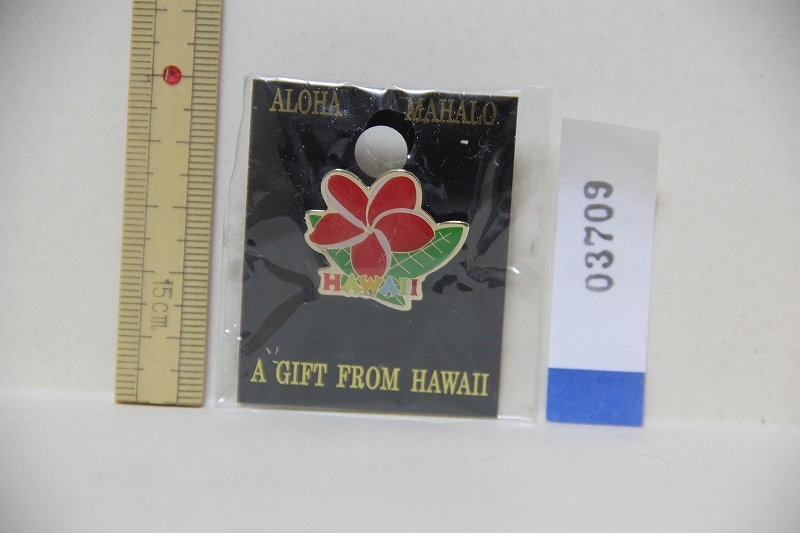 ALOHA MAHALO
HAWAII
A GIFT FROM HAWAII
15cm
03709